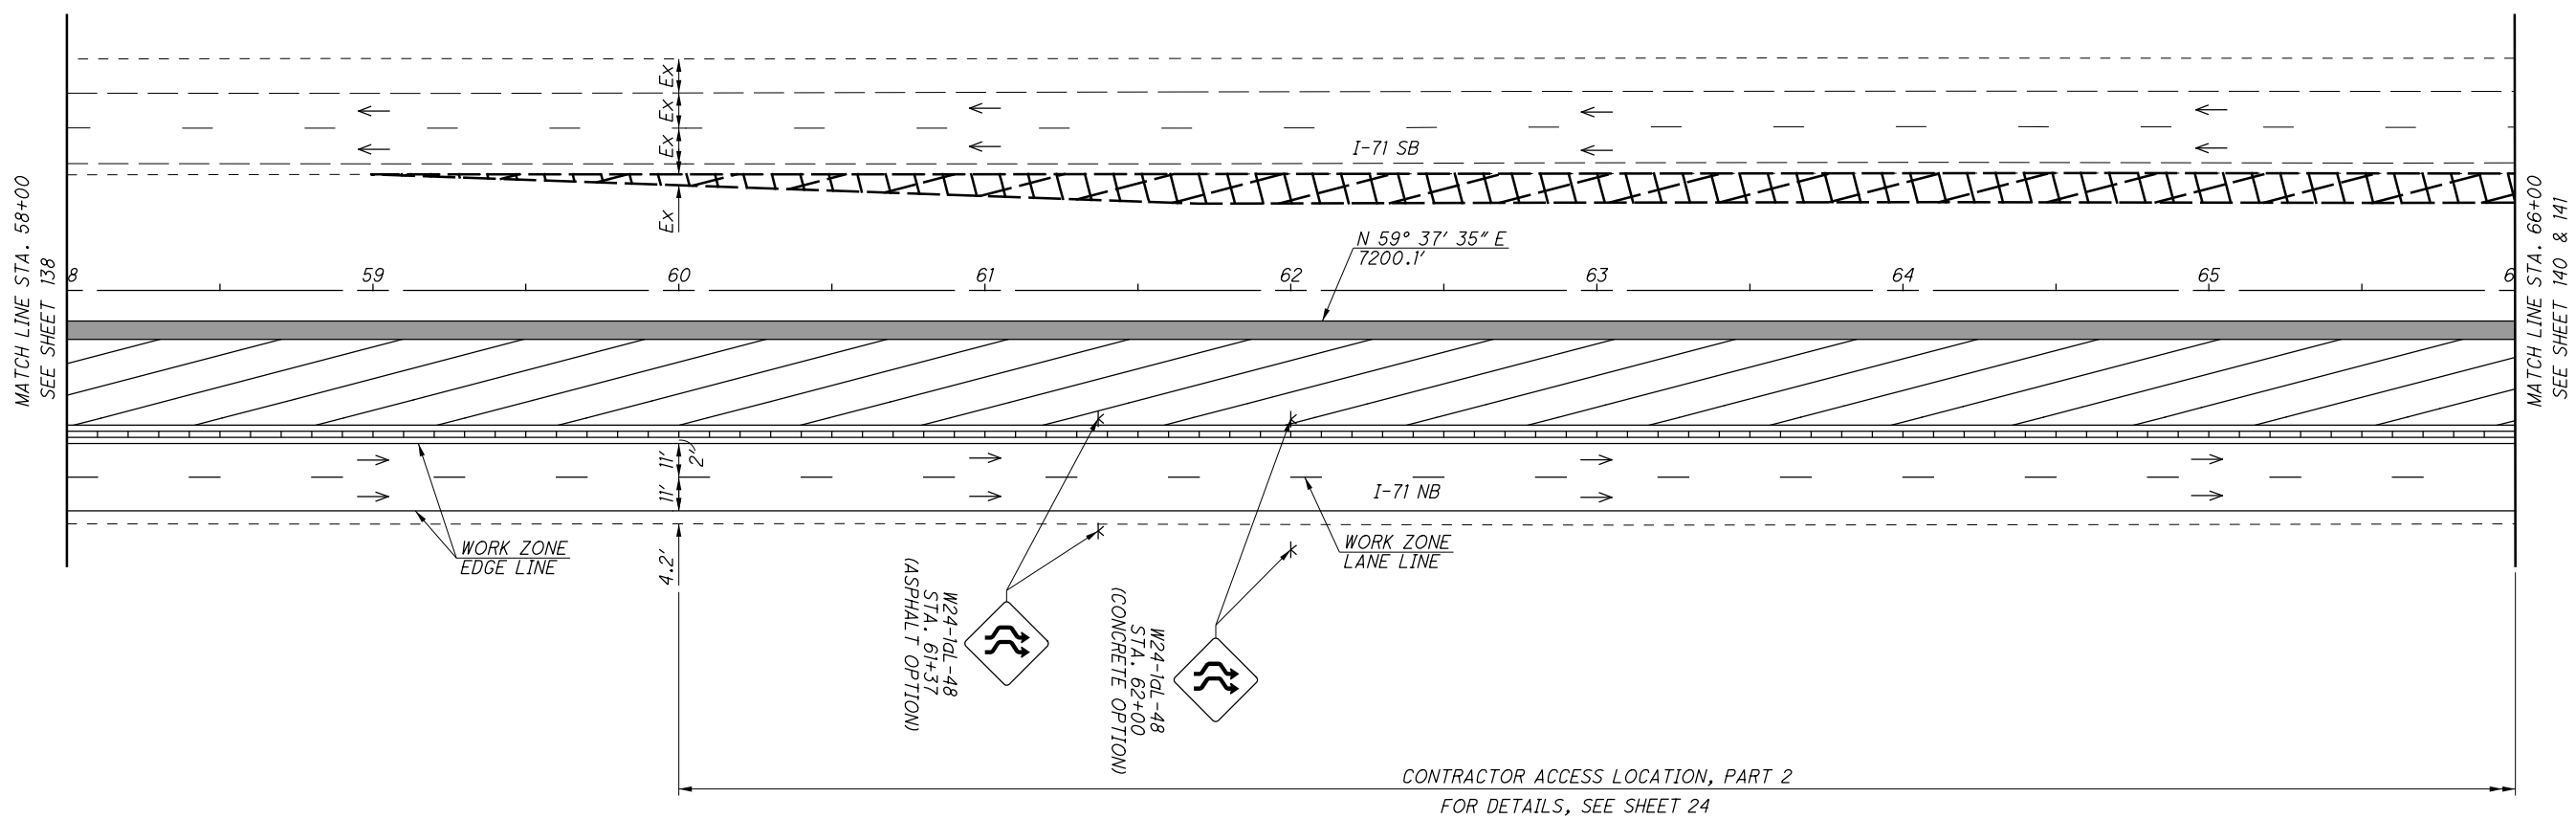 MATCH LINE STA. 58+00
SEE SHEET 138
Ex
Ex
Ex
Ex
I-71 SB
N 59° 37' 35" E
7200.1'
8
59
60
61
62
63
64
65
6
MATCH LINE STA. 66+00
SEE SHEET 140 & 141
11'
2'
11'
4.2'
I-71 NB
WORK ZONE
EDGE LINE
WORK ZONE
LANE LINE
W24-1aL-48
STA. 61+37
(ASPHALT OPTION)
W24-1aL-48
STA. 62+00
(CONCRETE OPTION)
CONTRACTOR ACCESS LOCATION, PART 2
FOR DETAILS, SEE SHEET 24